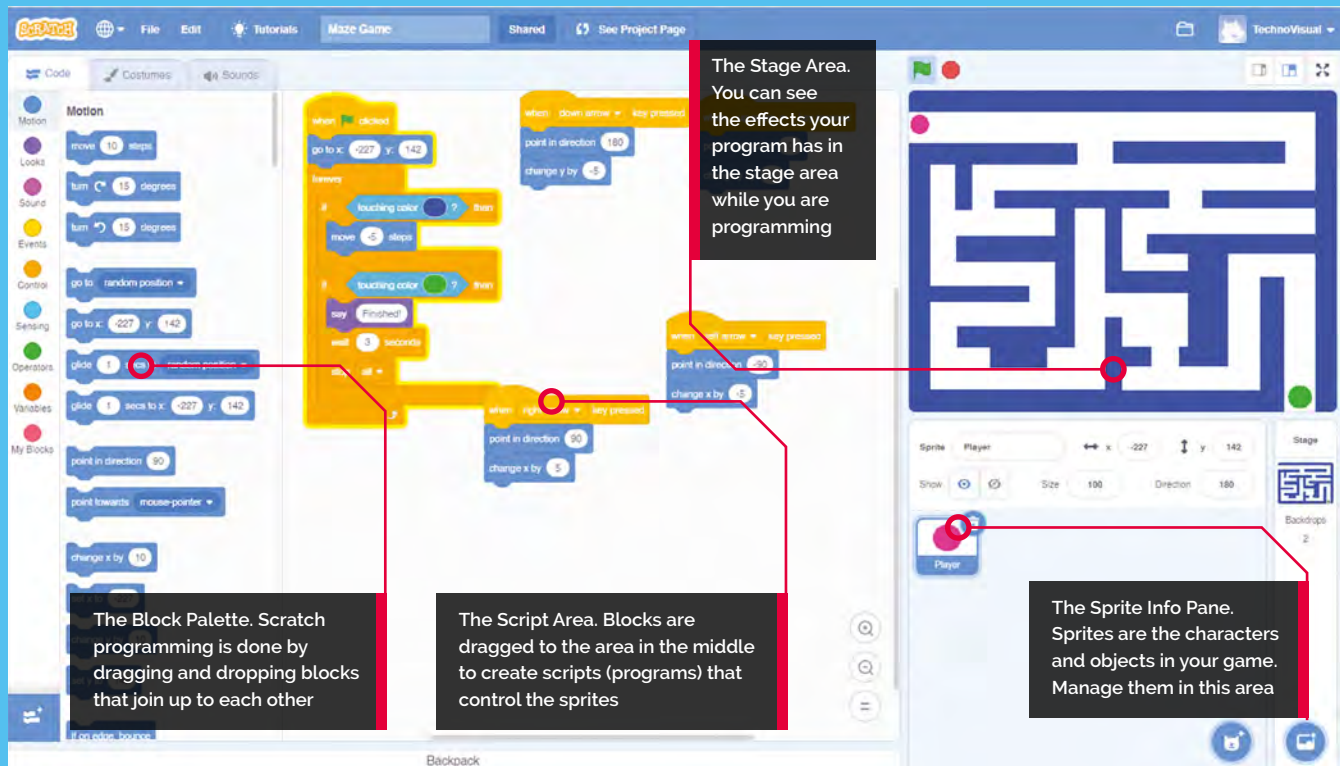 SCRATCH
File
Edit
Tutorials
Maze Game
Shared
See Project Page
TechnoVisual
Code
Costumes
Sounds
Motion
Looks
Sound
Events
Control
Sensing
Operators
Variables
My Blocks
Motion
move 10 steps
turn 15 degrees
turn 15 degrees
go to random position
go to x: -227 y: 142
glide 1 secs random position
glide 1 secs to x: -227 y: 142
point in direction 90
point towards mouse-pointer
change x by 10
if on edge, bounce
when clicked
go to x: -227 y: 142
forever
if touching color ? then
move -5 steps
if touching color ? then
say Finished!
wait 3 seconds
all
when down arrow key pressed
point in direction 180
change y by -5
when right arrow key pressed
point in direction 90
change x by 5
when left arrow key pressed
point in direction -90
change x by -5
The Stage Area.
You can see
the effects your
program has in
the stage area
while you are
programming
The Block Palette. Scratch
programming is done by
dragging and dropping blocks
that join up to each other
The Script Area. Blocks are
dragged to the area in the middle
to create scripts (programs) that
control the sprites
Sprite Player x -227 y 142
Show Size 100 Direction 180
Player
Stage
Backdrops
2
The Sprite Info Pane.
Sprites are the characters
and objects in your game.
Manage them in this area
Backpack